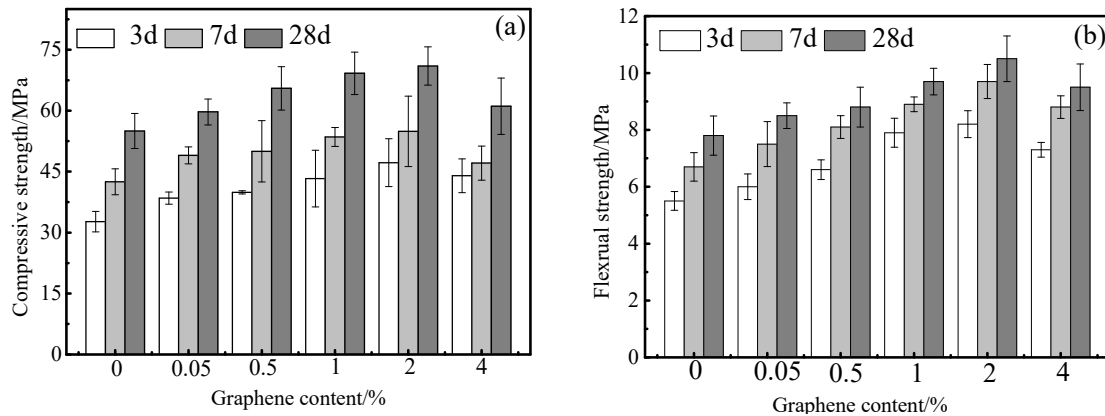 (a)
3d 7d 28d
75
60
45
30
15
0
Compressive strength/MPa
0 0.05 0.5 1 2 4
Graphene content/%
(b)
12
3d 7d 28d
10
8
6
4
2
0
Flexrual strength/MPa
0 0.05 0.5 1 2 4
Graphene content/%